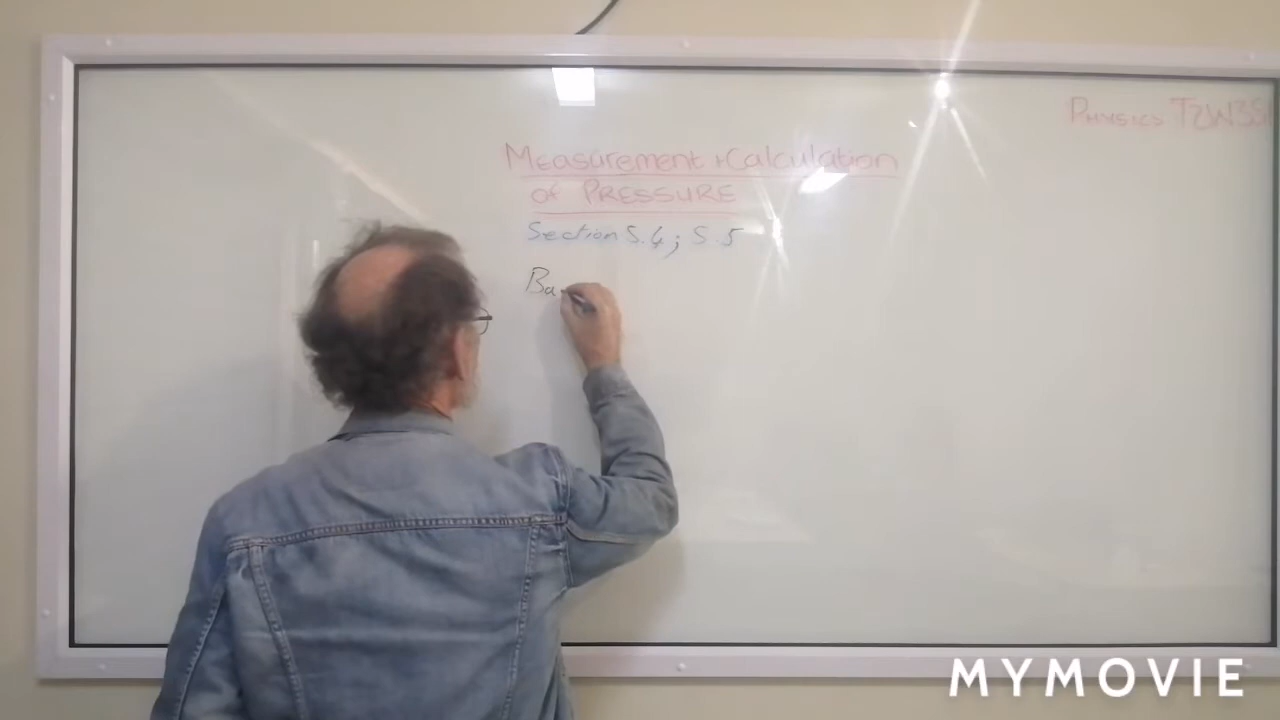 PHYSICS
MEASUREMENT + CALCULATION
OF PRESSURE
Section 5.4; 5.5
Ba
MYMOVIE